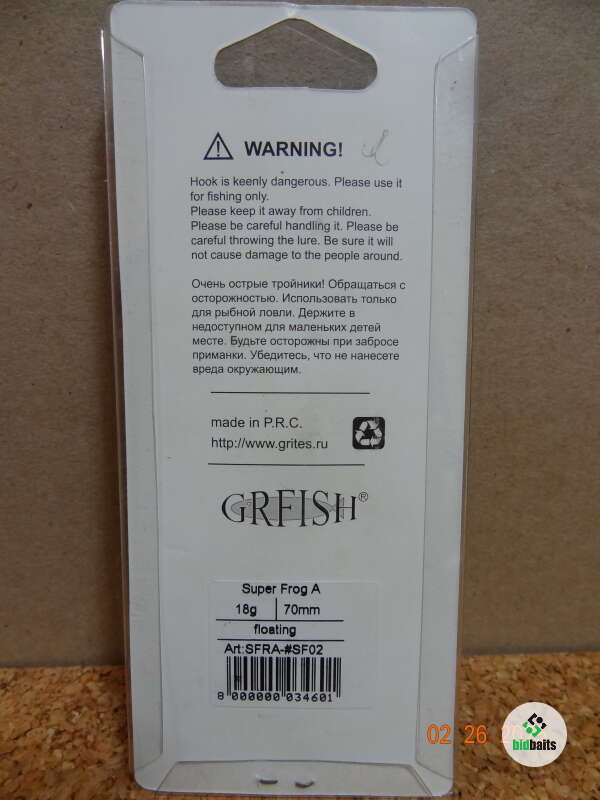 WARNING!
Hook is keenly dangerous. Please use it
for fishing only.
Please keep it away from children.
Please be careful handling it. Please be
careful throwing the lure. Be sure it will
not cause damage to the people around.
Очень острые тройники! Обращаться с
осторожностью. Использовать только
для рыбной ловли. Держите в
недоступном для маленьких детей
месте. Будьте осторожны при забросе
приманки. Убедитесь, что не нанесете
вреда окружающим.
made in P.R.C.
http://www.grites.ru
GRFISH®
Super Frog A
18g 70mm
floating
Art:SFRA-#SF02
8 000000 034601
02 26
bidbaits